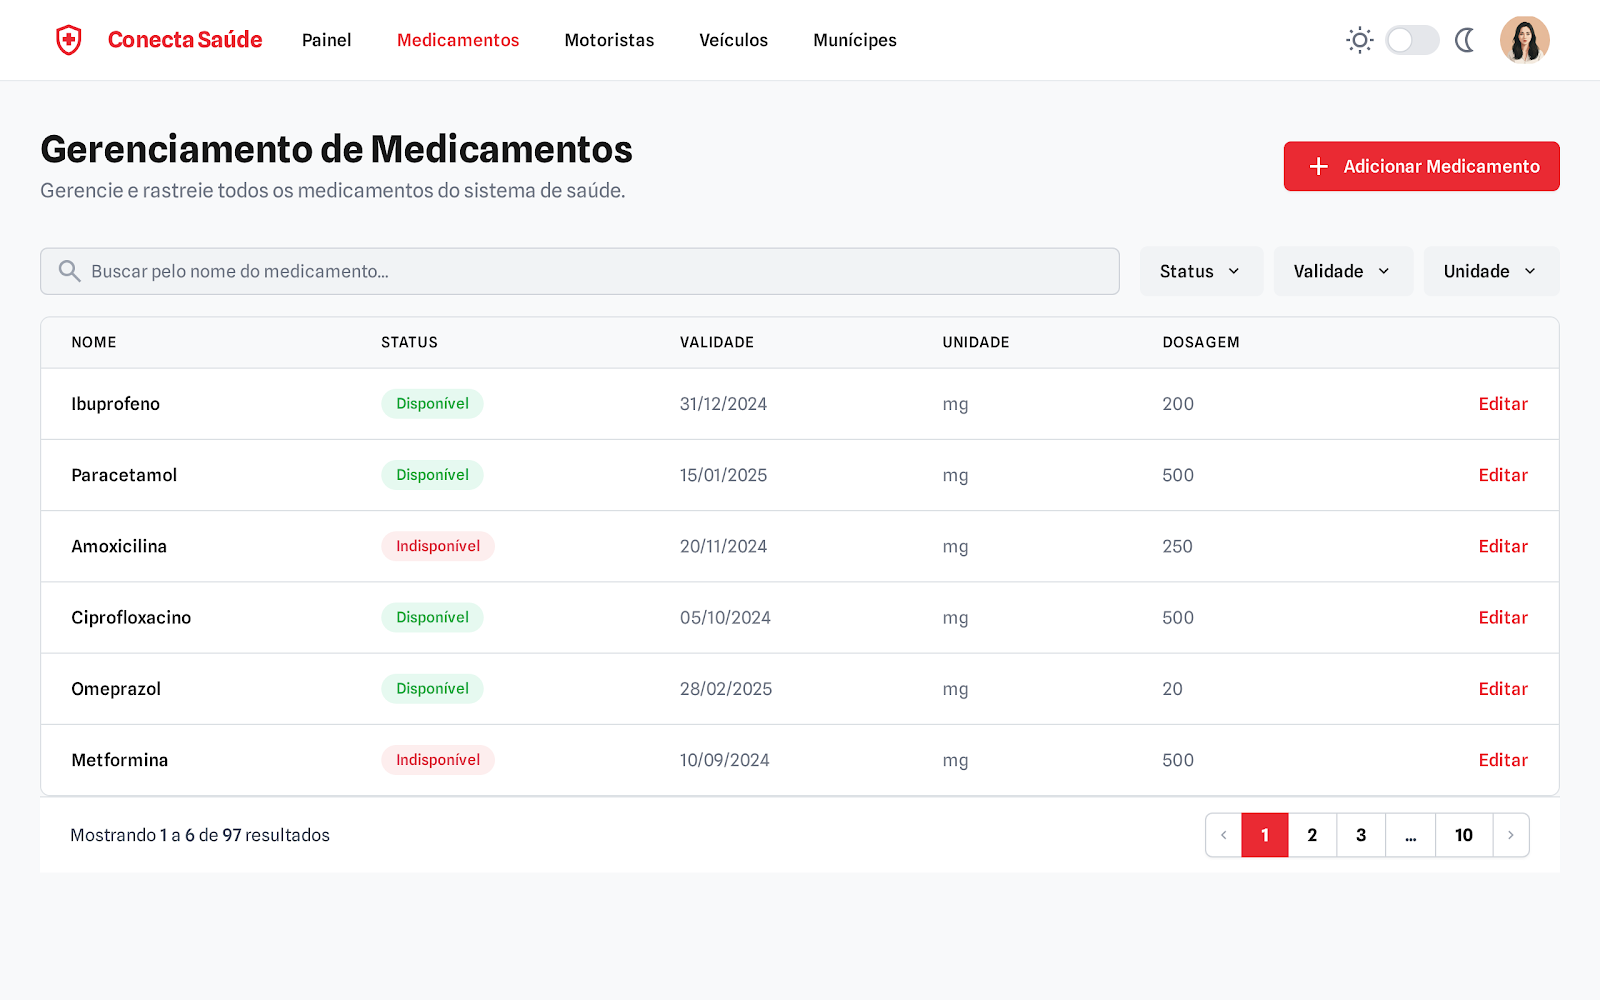 Conecta Saúde Painel Medicamentos Motoristas Veículos Munícipes
Gerenciamento de Medicamentos
Gerencie e rastreie todos os medicamentos do sistema de saúde.
Adicionar Medicamento
Buscar pelo nome do medicamento...
Status Validade Unidade
NOME STATUS VALIDADE UNIDADE DOSAGEM
Ibuprofeno Disponível 31/12/2024 mg 200 Editar
Paracetamol Disponível 15/01/2025 mg 500 Editar
Amoxicilina Indisponível 20/11/2024 mg 250 Editar
Ciprofloxacino Disponível 05/10/2024 mg 500 Editar
Omeprazol Disponível 28/02/2025 mg 20 Editar
Metformina Indisponível 10/09/2024 mg 500 Editar
Mostrando 1 a 6 de 97 resultados
‹ 1 2 3 ... 10 ›